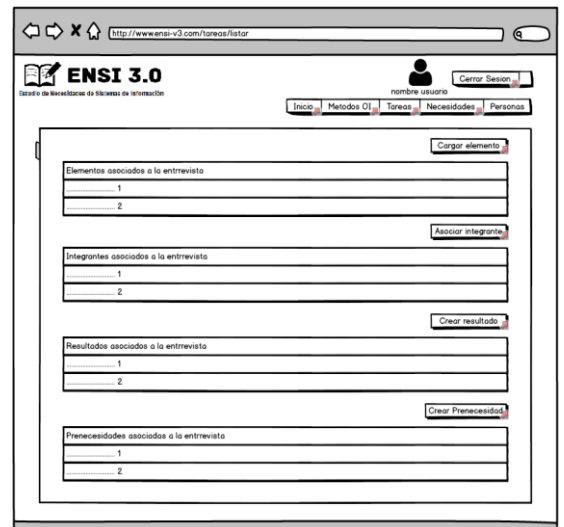 http://wwwensi-v3.com/tareas/listar
ENSI 3.0
Estudio de Necesidades de Sistemas de Información
nombre usuario
Cerrar Sesion
Inicio Metodos OI Tareas Necesidades Personas
Cargar elemento
Elementos asociados a la entrrevista
.................... 1
.................... 2
Asociar integrante
Integrantes asociados a la entrrevista
.................... 1
.................... 2
Crear resultado
Resultados asociados a la entrrevista
.................... 1
.................... 2
Crear Prenecesidad
Prenecesidades asociadas a la entrrevista
.................... 1
.................... 2